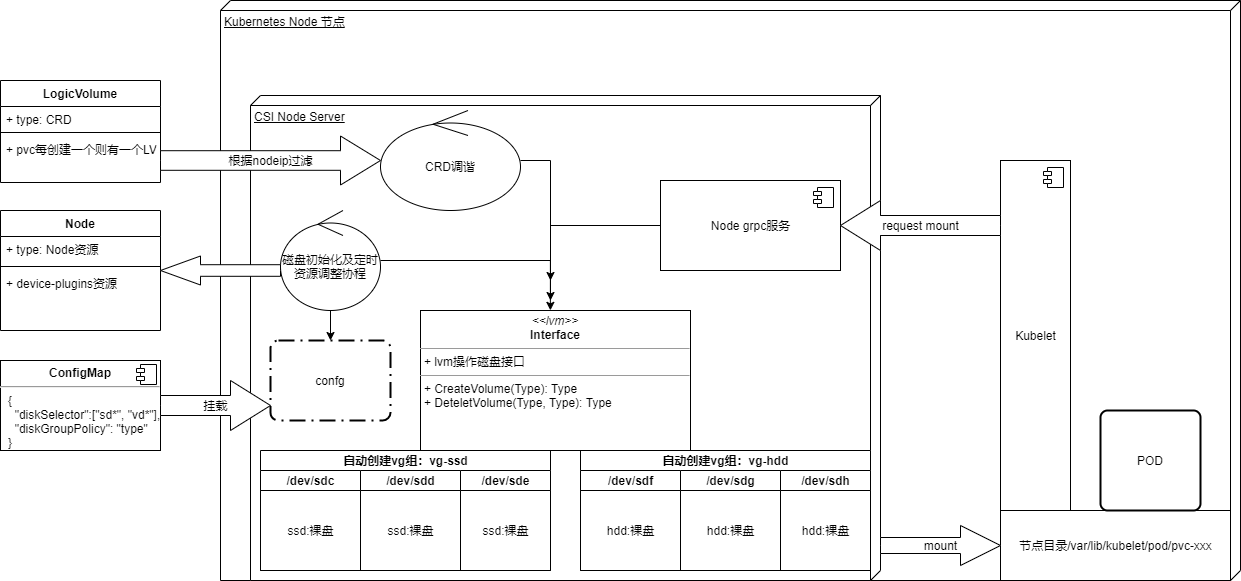 Kubernetes Node 节点
LogicVolume
+ type: CRD
+ pvc每创建一个则有一个LV
CSI Node Server
根据nodeip过滤
CRD调谐
Node grpc服务
request mount
Kubelet
Node
+ type: Node资源
+ device-plugins资源
磁盘初始化及定时
资源调整协程
<<lvm>>
Interface
+ lvm操作磁盘接口
+ CreateVolume(Type): Type
+ DeteletVolume(Type, Type): Type
ConfigMap
{
"diskSelector":["sd*", "vd*"],
"diskGroupPolicy": "type"
}
挂载
confg
自动创建vg组：vg-ssd
/dev/sdc
/dev/sdd
/dev/sde
ssd:裸盘
ssd:裸盘
ssd:裸盘
自动创建vg组：vg-hdd
/dev/sdf
/dev/sdg
/dev/sdh
hdd:裸盘
hdd:裸盘
hdd:裸盘
POD
mount
节点目录/var/lib/kubelet/pod/pvc-xxx